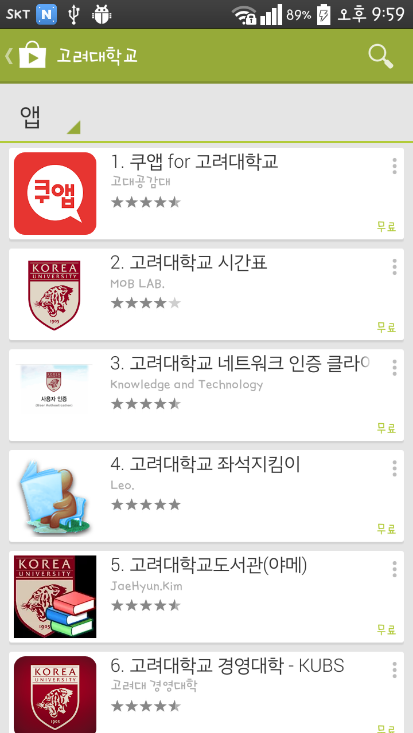 SKT N 89% 오후 9:59
고려대학교
앱
쿠앱
1. 쿠앱 for 고려대학교
고대공감대
무료
KOREA
UNIVERSITY
1905
2. 고려대학교 시간표
MOB LAB.
무료
사용자 인증
3. 고려대학교 네트워크 인증 클라이
Knowledge and Technology
무료
4. 고려대학교 좌석지킴이
Leo.
무료
KOREA
UNIVERSITY
5. 고려대학교도서관(야메)
JaeHyun.Kim
무료
KOREA
UNIVERSITY
6. 고려대학교 경영대학 - KUBS
고려대 경영대학
무료